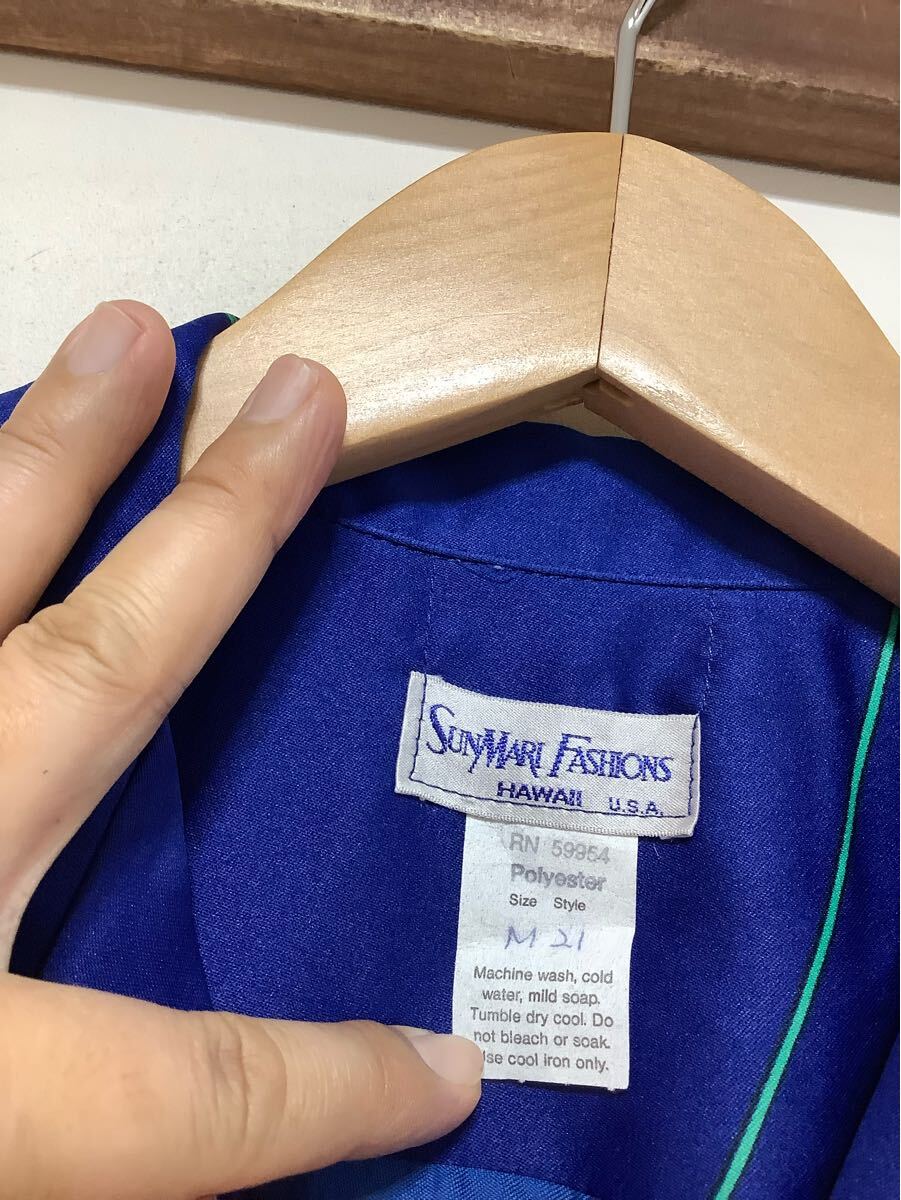 SUNMARI FASHIONS
HAWAII U.S.A.
RN 59954
Polyester
Size Style
M 21
Machine wash, cold
water, mild soap.
Tumble dry cool. Do
not bleach or soak.
Use cool iron only.